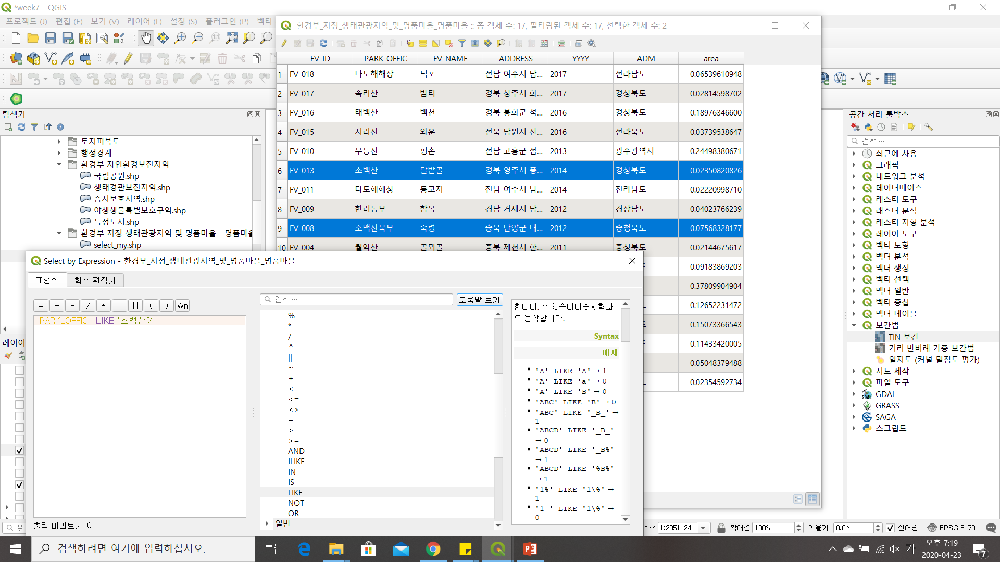 *week7 - QGIS
프로젝트 (J) 편집 (E) 보기 (V) 레이어 (L) 설정 (S) 플러그인 (P) 벡터
탐색기
토지피복도
행정경계
환경부 자연환경보전지역
국립공원.shp
생태경관보전지역.shp
습지보호지역.shp
야생생물특별보호구역.shp
특정도서.shp
환경부 지정 생태관광지역 및 명품마을 - 명품마을
select_my.shp
레이어
환경부_지정_생태관광지역_및_명품마을_명품마을 :: 총 객체 수: 17, 필터링된 객체 수: 17, 선택한 객체 수: 2
FV_ID PARK_OFFIC FV_NAME ADDRESS YYYY ADM area
1 FV_018 다도해해상 덕포 전남 여수시 남... 2017 전라남도 0.06539610948
2 FV_017 속리산 밤티 경북 상주시 화... 2017 경상북도 0.02814598702
3 FV_016 태백산 백천 경북 봉화군 석... 2016 경상북도 0.18976346600
4 FV_015 지리산 와운 전북 남원시 산... 2016 전라북도 0.03739538647
5 FV_010 무등산 평촌 전남 고흥군 점... 2013 광주광역시 0.24498380671
6 FV_013 소백산 달밭골 경북 영주시 풍... 2014 경상북도 0.02350820826
7 FV_011 다도해해상 동고지 전남 여수시 남... 2014 전라남도 0.02220998710
8 FV_009 한려동부 함목 경남 거제시 남... 2012 경상남도 0.04023766239
9 FV_008 소백산북부 죽령 충북 단양군 대... 2012 충청북도 0.07568328177
10 FV_004 월악산 골뫼골 충북 제천시 한... 2011 충청북도 0.02144675617
0.09183869203
0.37809904904
0.12652231472
0.15073366543
0.11433420005
0.05048379488
0.02354592734
Select by Expression - 환경부_지정_생태관광지역_및_명품마을_명품마을
표현식 함수 편집기
= + - / * ^ || ( ) ₩n
"PARK_OFFIC" LIKE '소백산%'
출력 미리보기: 0
검색 ...
도움말 보기
%
*
/
^
||
~
+
<
<=
<>
=
>
>=
AND
ILIKE
IN
IS
LIKE
NOT
OR
일반
합니다. 수 있습니다숫자형과
도 동작합니다.
Syntax
예제
'A' LIKE 'A' → 1
'A' LIKE 'a' → 0
'A' LIKE 'B' → 0
'ABC' LIKE 'B' → 0
'ABC' LIKE '_B_' →
1
'ABCD' LIKE '_B_'
→ 0
'ABCD' LIKE '_B%'
→ 1
'ABCD' LIKE '%B%'
→ 1
'1%' LIKE '1\%' →
1
'1_' LIKE '1\%' →
0
공간 처리 툴박스
검색 ...
최근에 사용
그래픽
네트워크 분석
데이터베이스
래스터 도구
래스터 분석
래스터 지형 분석
레이어 도구
벡터 도형
벡터 분석
벡터 생성
벡터 선택
벡터 일반
벡터 중첩
벡터 테이블
보간법
TIN 보간
거리 반비례 가중 보간법
열지도 (커널 밀집도 평가)
지도 제작
파일 도구
GDAL
GRASS
SAGA
스크립트
위
축척 1:2051124 확대경 100% 기울기 0.0 ° 렌더링 EPSG:5179
검색하려면 여기에 입력하십시오.
가
오후 7:19
2020-04-23
7